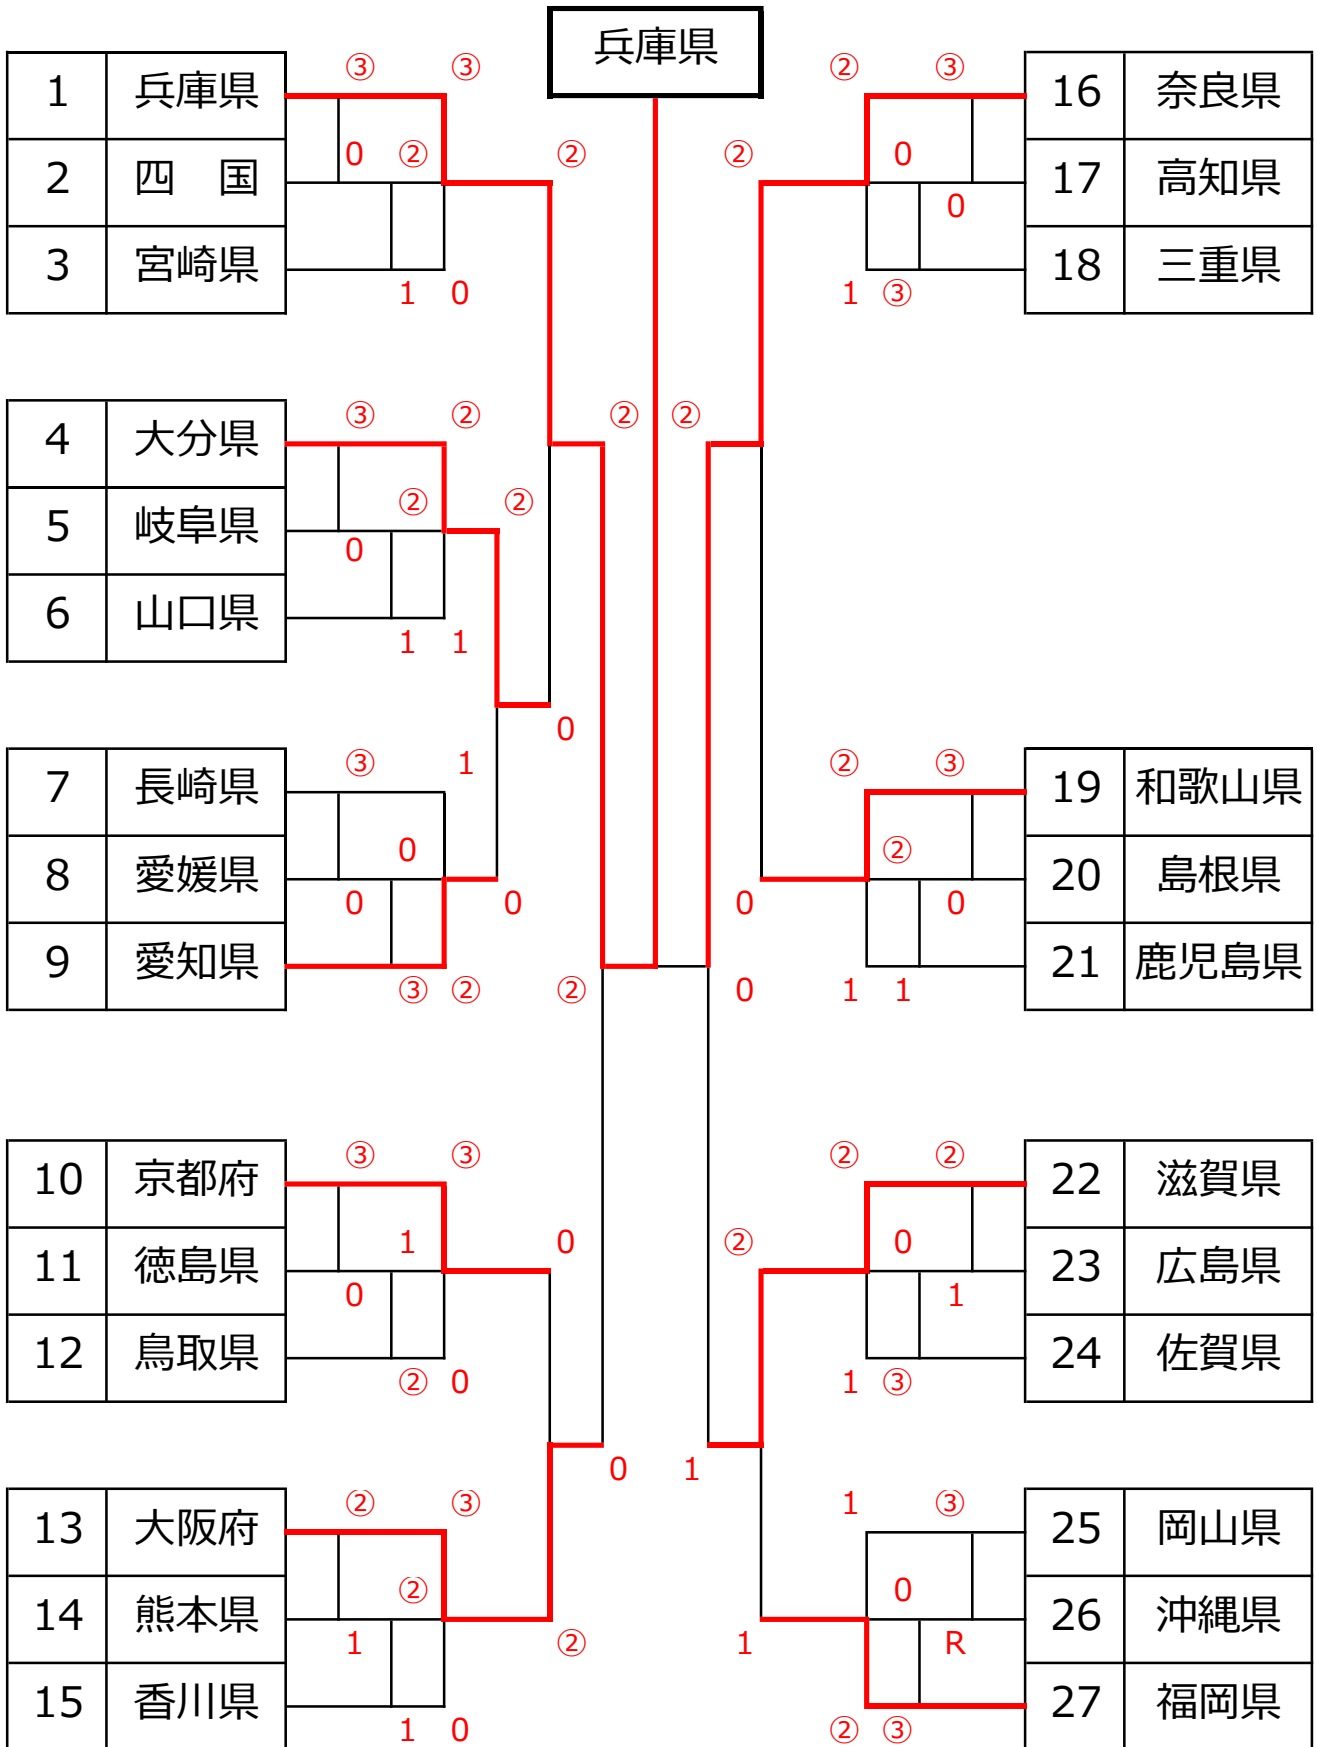 兵庫県
③ ③ ② ③
1 兵庫県 16 奈良県
0 ② ② ② 0
2 四 国 17 高知県
0
3 宮崎県 18 三重県
1 0 1 ③
③ ② ② ②
4 大分県
② ②
5 岐阜県
0
6 山口県
1 1
0
③ 1 ② ③
7 長崎県 19 和歌山県
0 ②
8 愛媛県 20 島根県
0 0 0 0
9 愛知県 21 鹿児島県
③ ② ② 0 1 1
③ ③ ② ②
10 京都府 22 滋賀県
1 0 ② 0
11 徳島県 23 広島県
0 1
12 鳥取県 24 佐賀県
② 0 1 ③
0 1
② ③ 1 ③
13 大阪府 25 岡山県
② 0
14 熊本県 26 沖縄県
1 ② 1 R
15 香川県 27 福岡県
1 0 ② ③